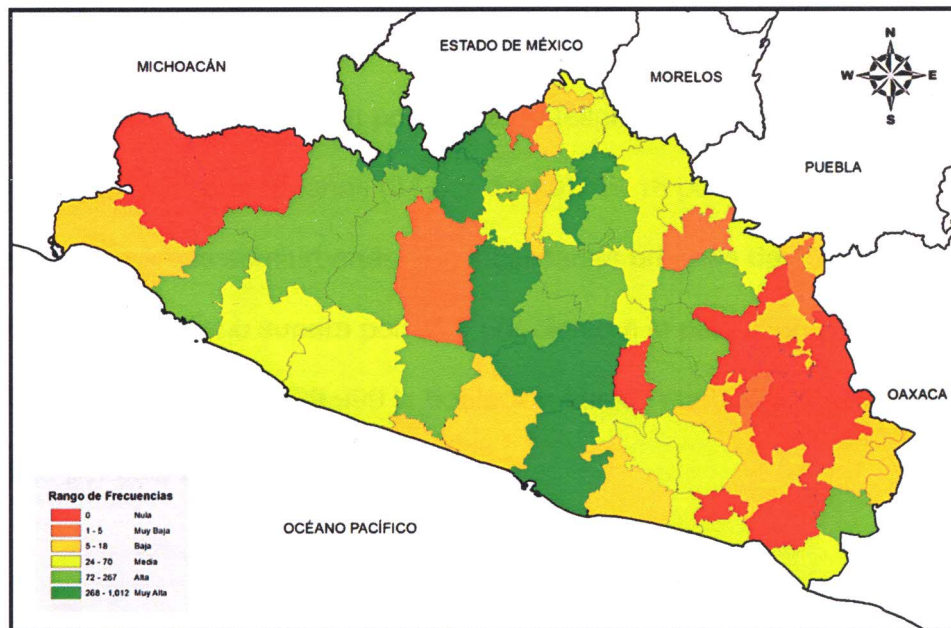 ESTADO DE MÉXICO
MICHOACÁN
MORELOS
N
W
E
S
PUEBLA
OAXACA
OCÉANO PACÍFICO
Rango de Frecuencias
0 Nula
1 - 5 Muy Baja
5 - 18 Baja
24 - 70 Media
72 - 267 Alta
268 - 1,012 Muy Alta